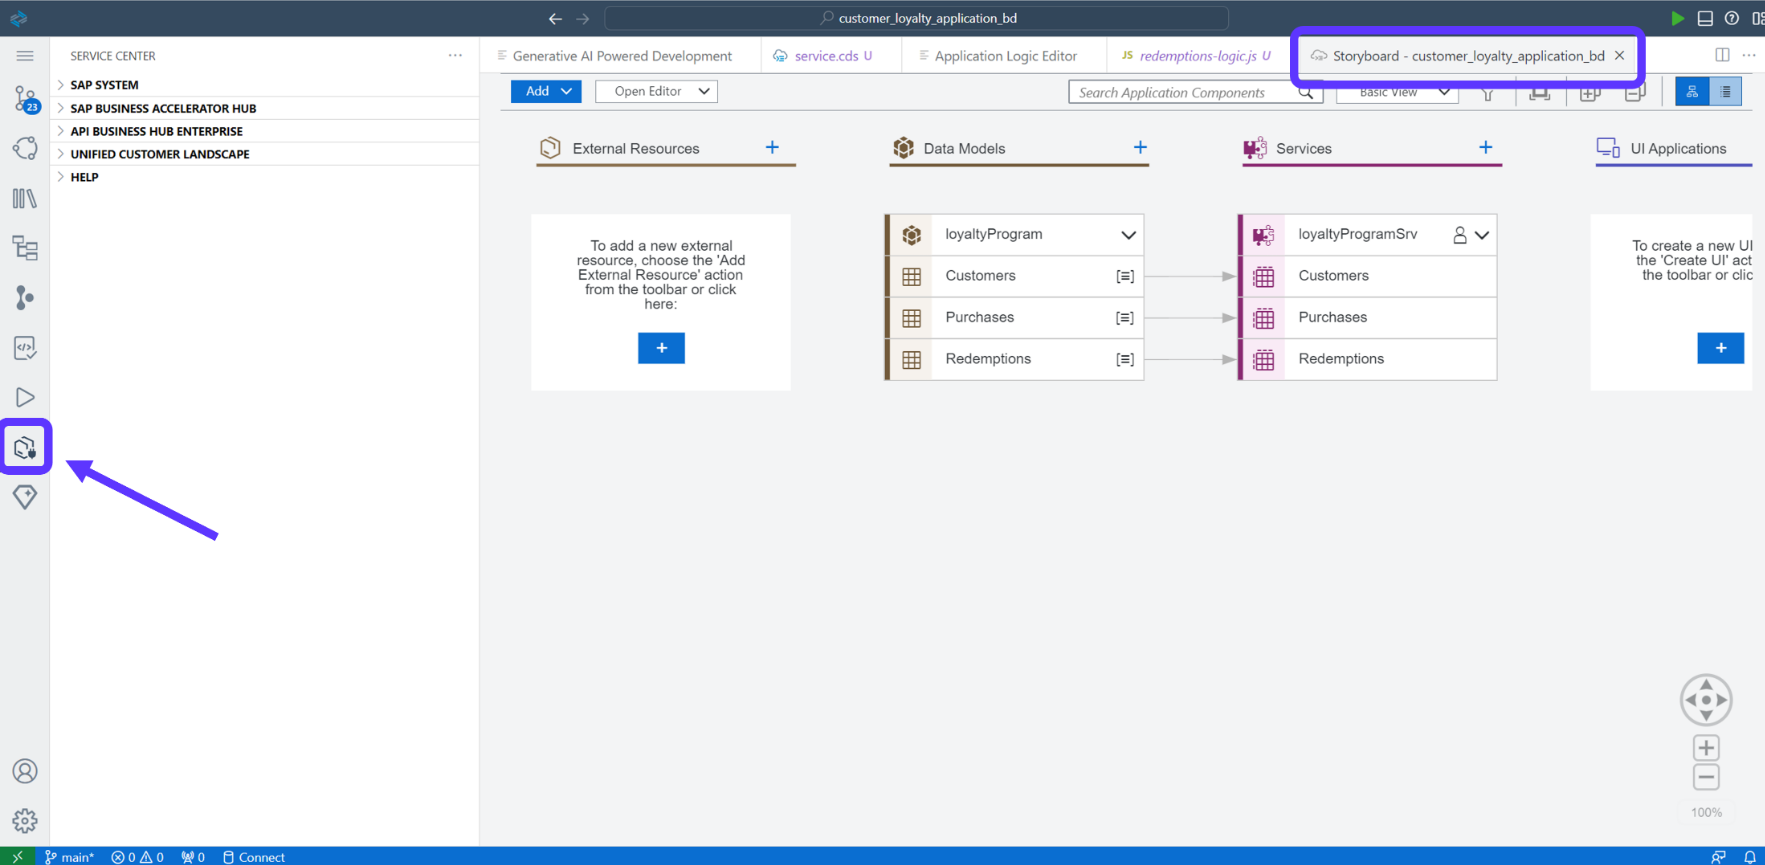 customer_loyalty_application_bd
SERVICE CENTER
SAP SYSTEM
SAP BUSINESS ACCELERATOR HUB
API BUSINESS HUB ENTERPRISE
UNIFIED CUSTOMER LANDSCAPE
HELP
23
Generative AI Powered Development
service.cds U
Application Logic Editor
JS redemptions-logic.js U
Storyboard - customer_loyalty_application_bd
Add
Open Editor
Search Application Components
Basic View
External Resources
Data Models
Services
UI Applications
To add a new external
resource, choose the 'Add
External Resource' action
from the toolbar or click
here:
+
loyaltyProgram
Customers
Purchases
Redemptions
loyaltyProgramSrv
Customers
Purchases
Redemptions
To create a new UI
the 'Create UI' act
the toolbar or clic
+
100%
main* 0 0 0 Connect